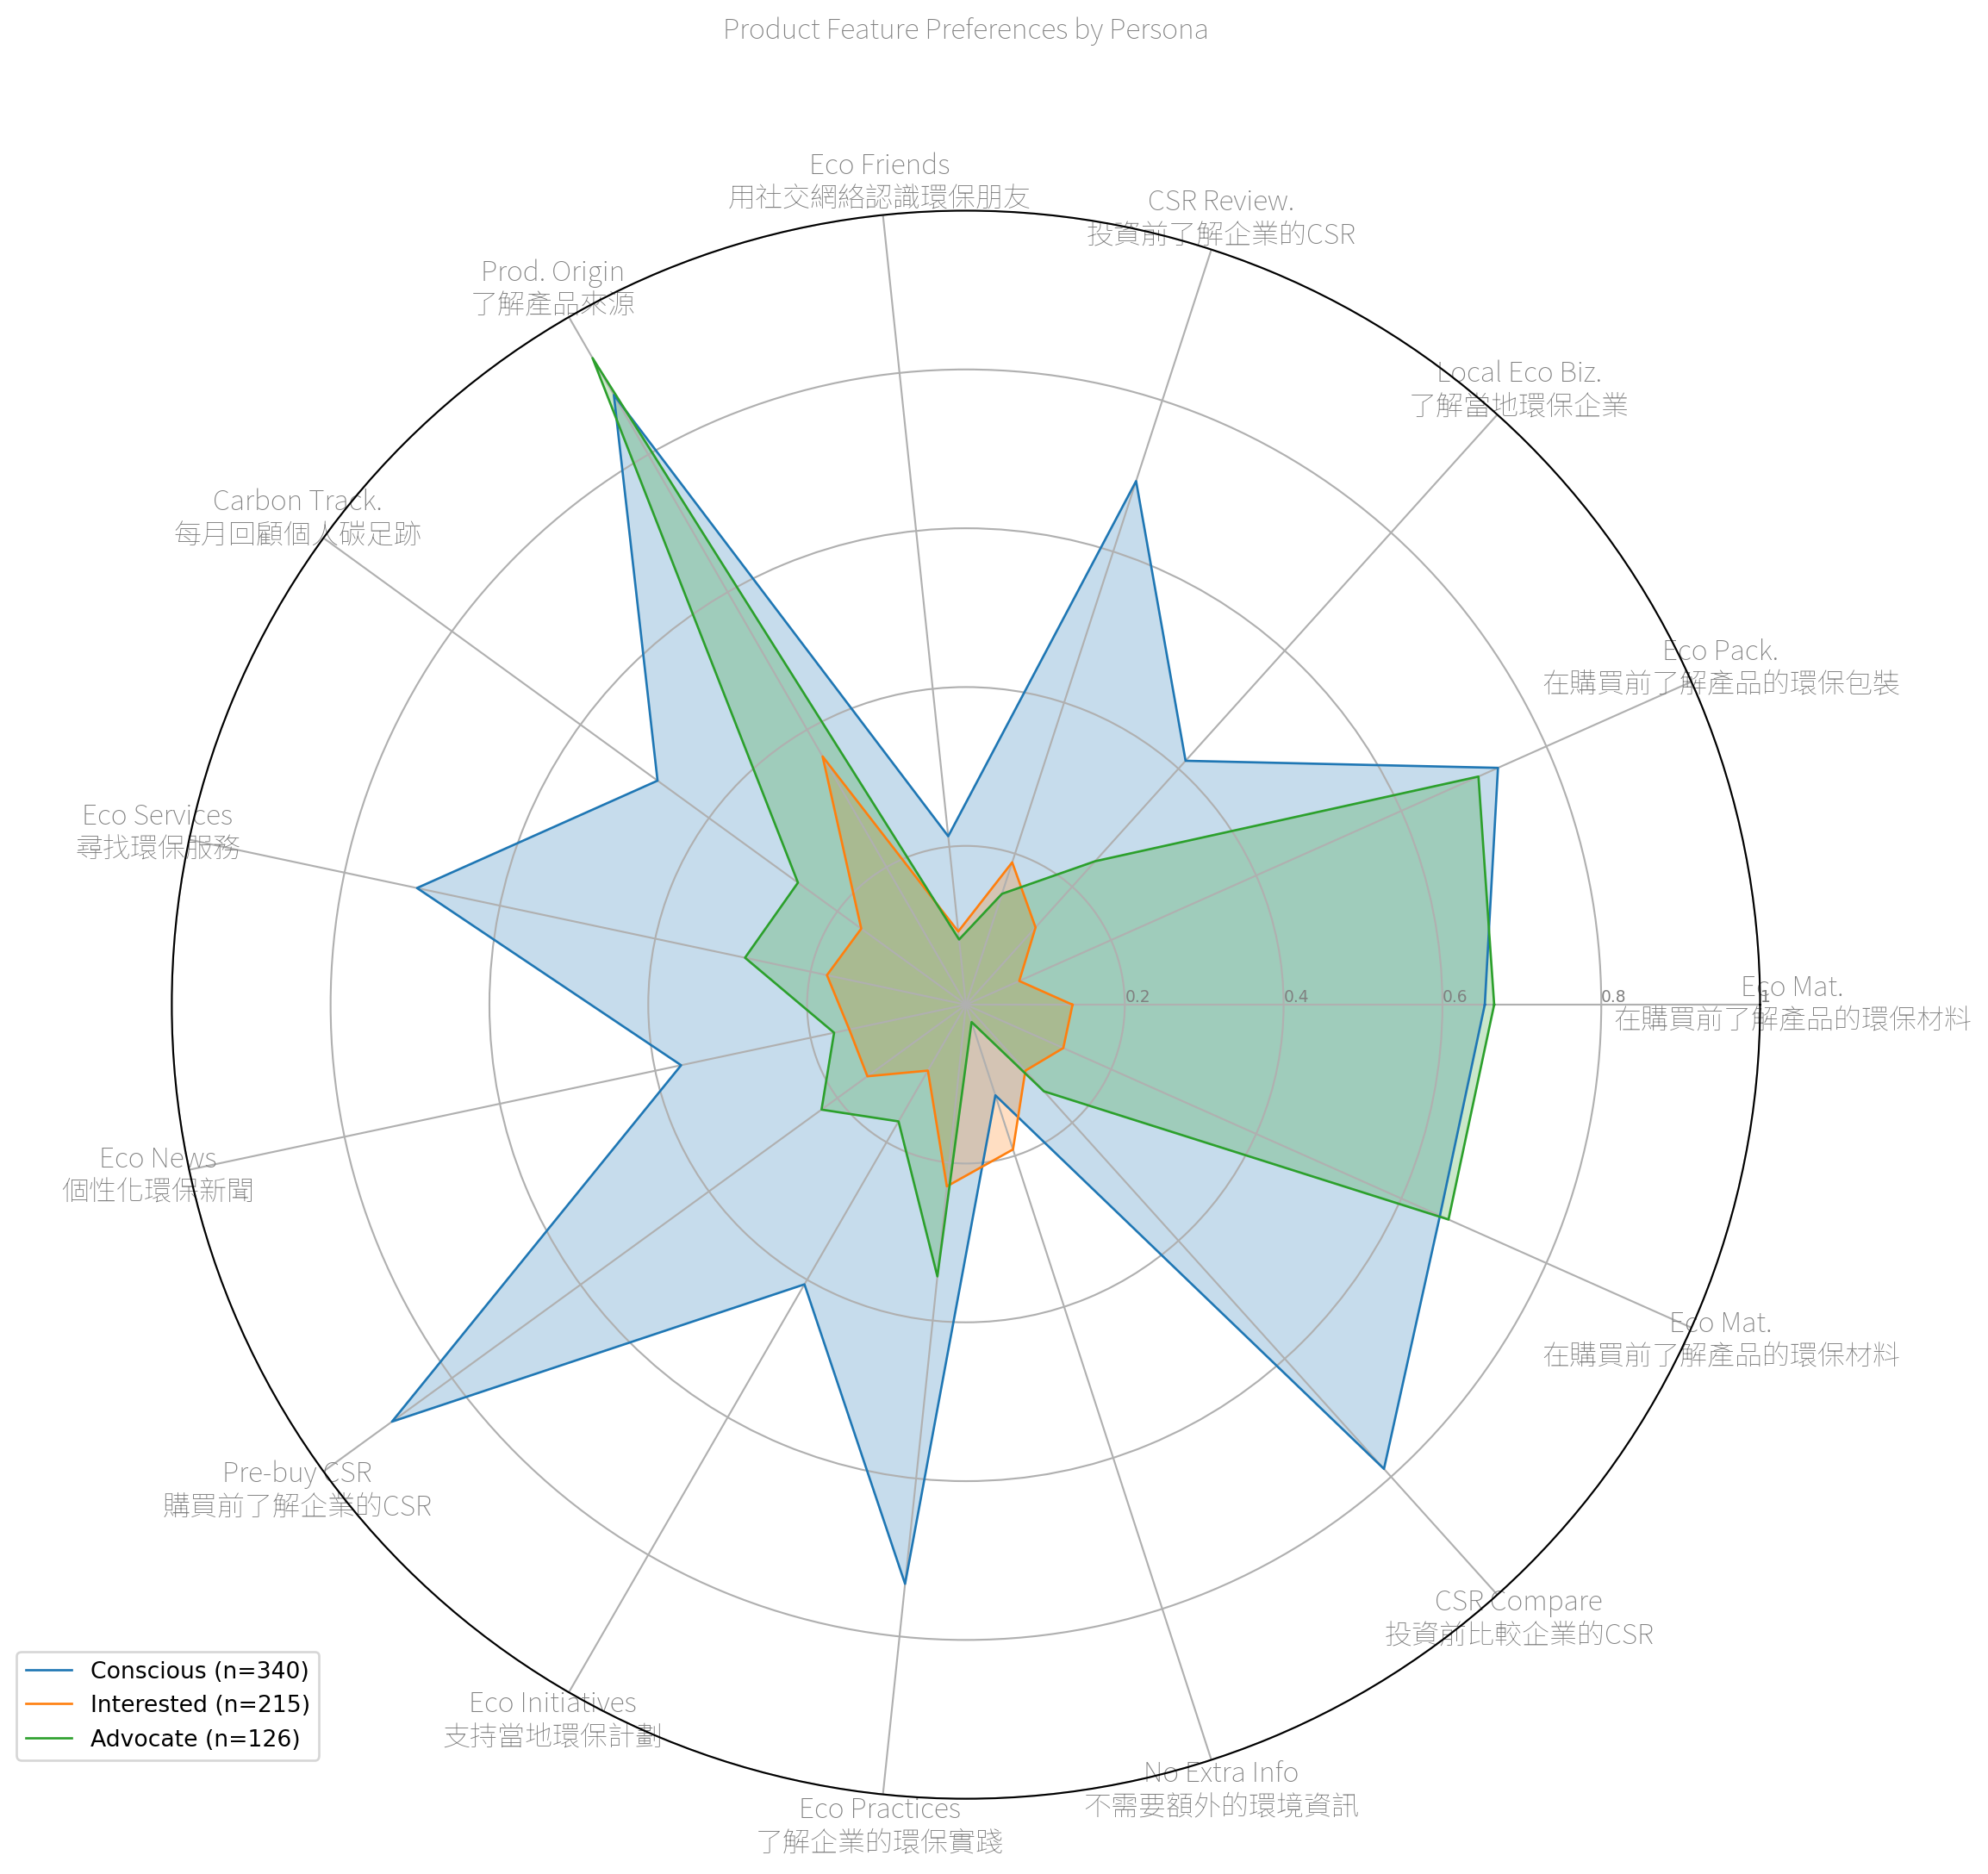 Product Feature Preferences by Persona
Eco Friends
用社交網絡認識環保朋友
CSR Review.
投資前了解企業的CSR
Prod. Origin
了解產品來源
Local Eco Biz.
了解當地環保企業
Carbon Track.
每月回顧個人碳足跡
Eco Pack.
在購買前了解產品的環保包裝
Eco Services
尋找環保服務
0.2
0.4
0.6
0.8
1
Eco Mat.
在購買前了解產品的環保材料
Eco News
個性化環保新聞
Eco Mat.
在購買前了解產品的環保材料
Pre-buy CSR
購買前了解企業的CSR
CSR Compare
投資前比較企業的CSR
Eco Initiatives
支持當地環保計劃
No Extra Info
不需要額外的環境資訊
Eco Practices
了解企業的環保實踐
Conscious (n=340)
Interested (n=215)
Advocate (n=126)